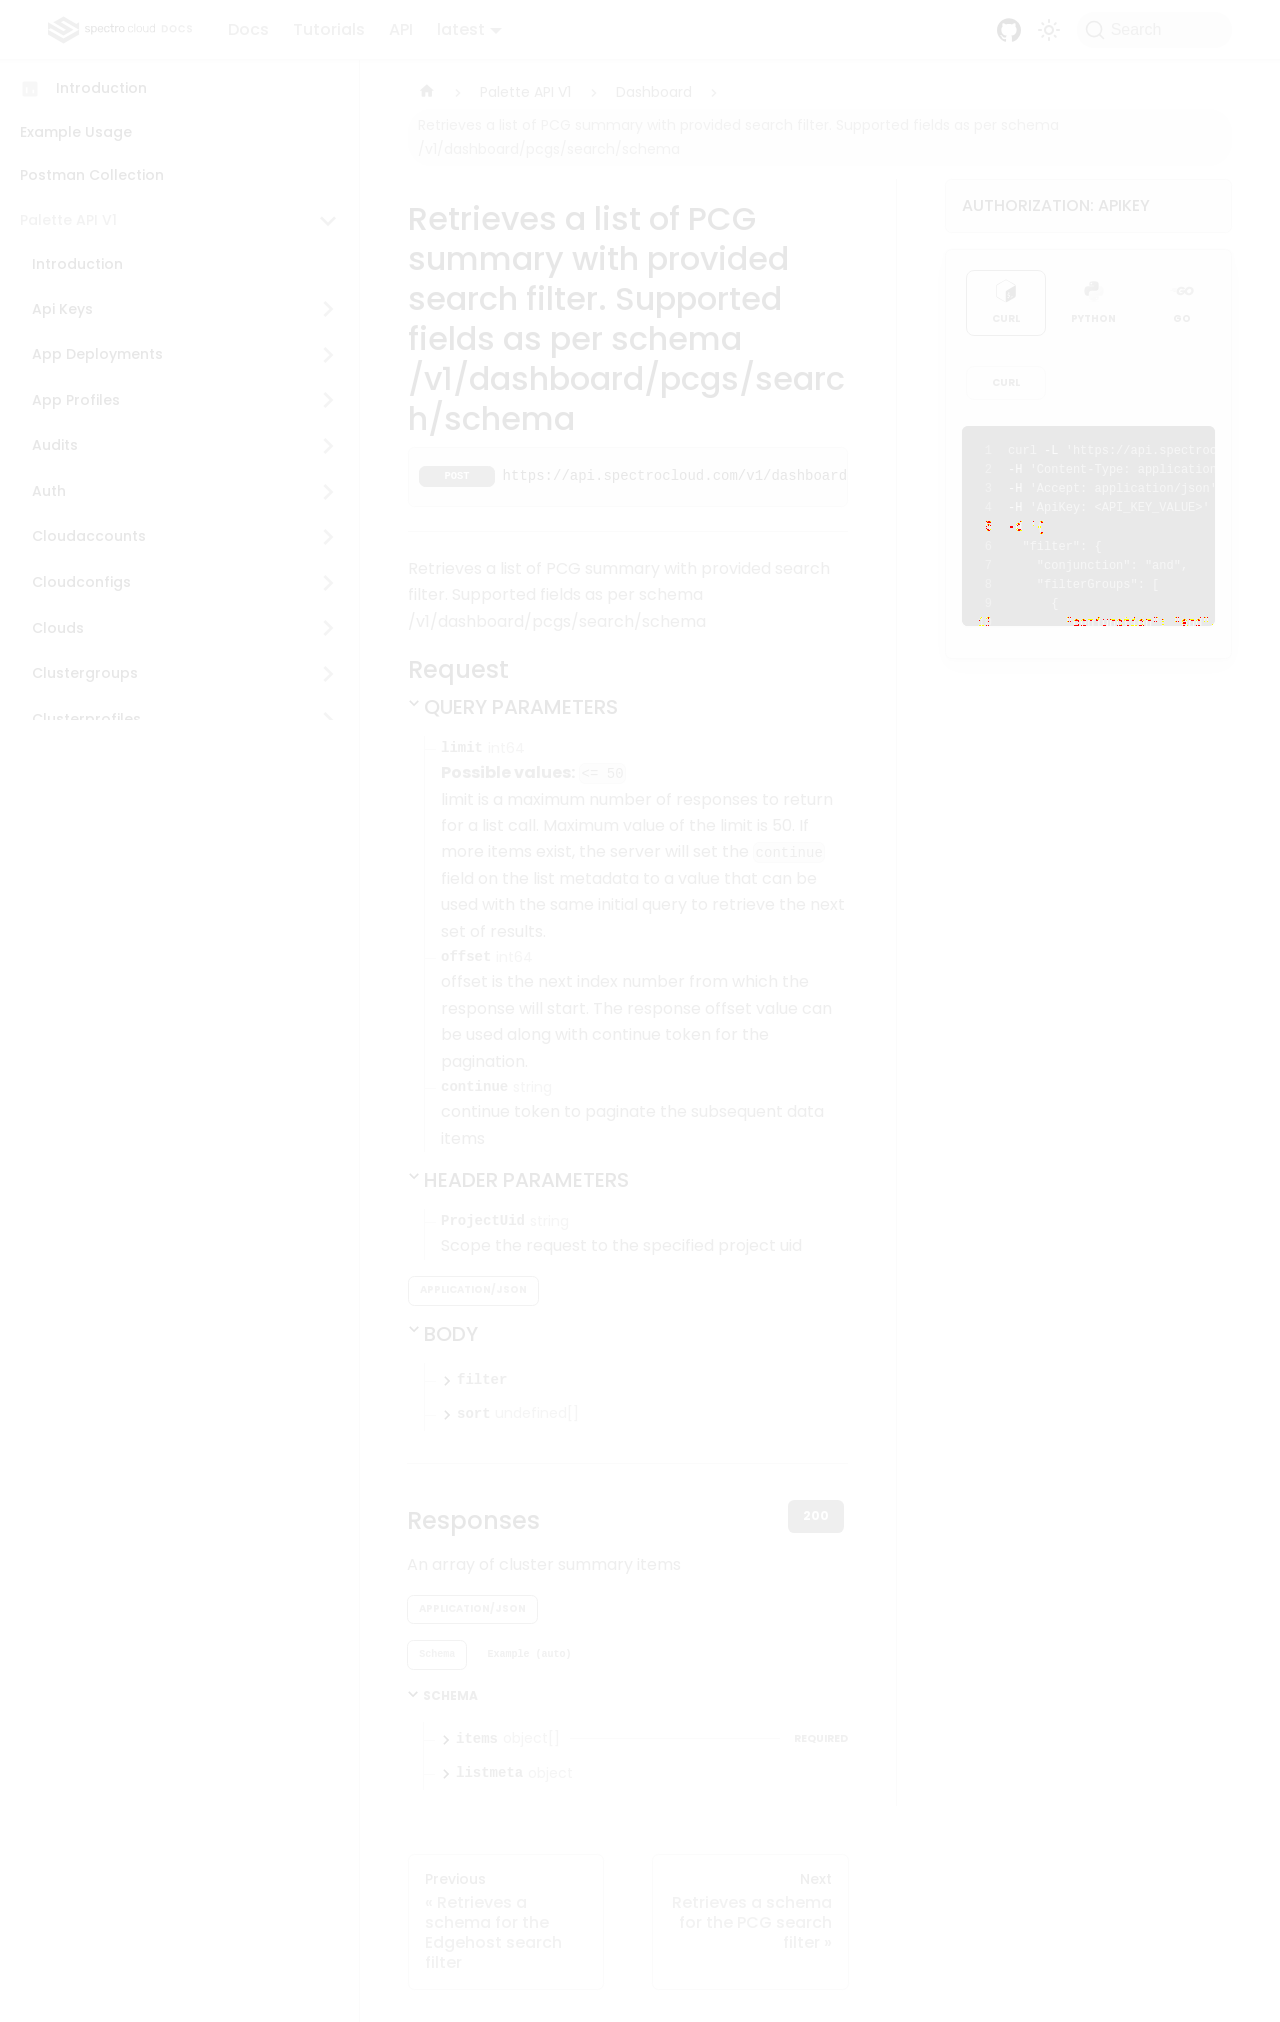 spectro cloud DOCS
Docs
Tutorials
API
latest
Search
Introduction
Example Usage
Postman Collection
Palette API V1
Introduction
Api Keys
App Deployments
App Profiles
Audits
Auth
Cloudaccounts
Cloudconfigs
Clouds
Clustergroups
Clusterprofiles
Palette API V1
Dashboard
Retrieves a list of PCG summary with provided search filter. Supported fields as per schema
/v1/dashboard/pcgs/search/schema
Retrieves a list of PCG
summary with provided
search filter. Supported
fields as per schema
/v1/dashboard/pcgs/searc
h/schema
POST https://api.spectrocloud.com/v1/dashboard
Retrieves a list of PCG summary with provided search
filter. Supported fields as per schema
/v1/dashboard/pcgs/search/schema
Request
QUERY PARAMETERS
limit int64
Possible values: <= 50
limit is a maximum number of responses to return
for a list call. Maximum value of the limit is 50. If
more items exist, the server will set the continue
field on the list metadata to a value that can be
used with the same initial query to retrieve the next
set of results.
offset int64
offset is the next index number from which the
response will start. The response offset value can
be used along with continue token for the
pagination.
continue string
continue token to paginate the subsequent data
items
HEADER PARAMETERS
ProjectUid string
Scope the request to the specified project uid
APPLICATION/JSON
BODY
filter
sort undefined[]
Responses
200
An array of cluster summary items
APPLICATION/JSON
Schema Example (auto)
SCHEMA
items object[] REQUIRED
listmeta object
Previous
« Retrieves a
schema for the
Edgehost search
filter
Next
Retrieves a schema
for the PCG search
filter »
AUTHORIZATION: APIKEY
CURL PYTHON GO
CURL
1 curl -L 'https://api.spectroc
2 -H 'Content-Type: application
3 -H 'Accept: application/json'
4 -H 'ApiKey: <API_KEY_VALUE>'
6 "filter": {
7 "conjunction": "and",
8 "filterGroups": [
9 {